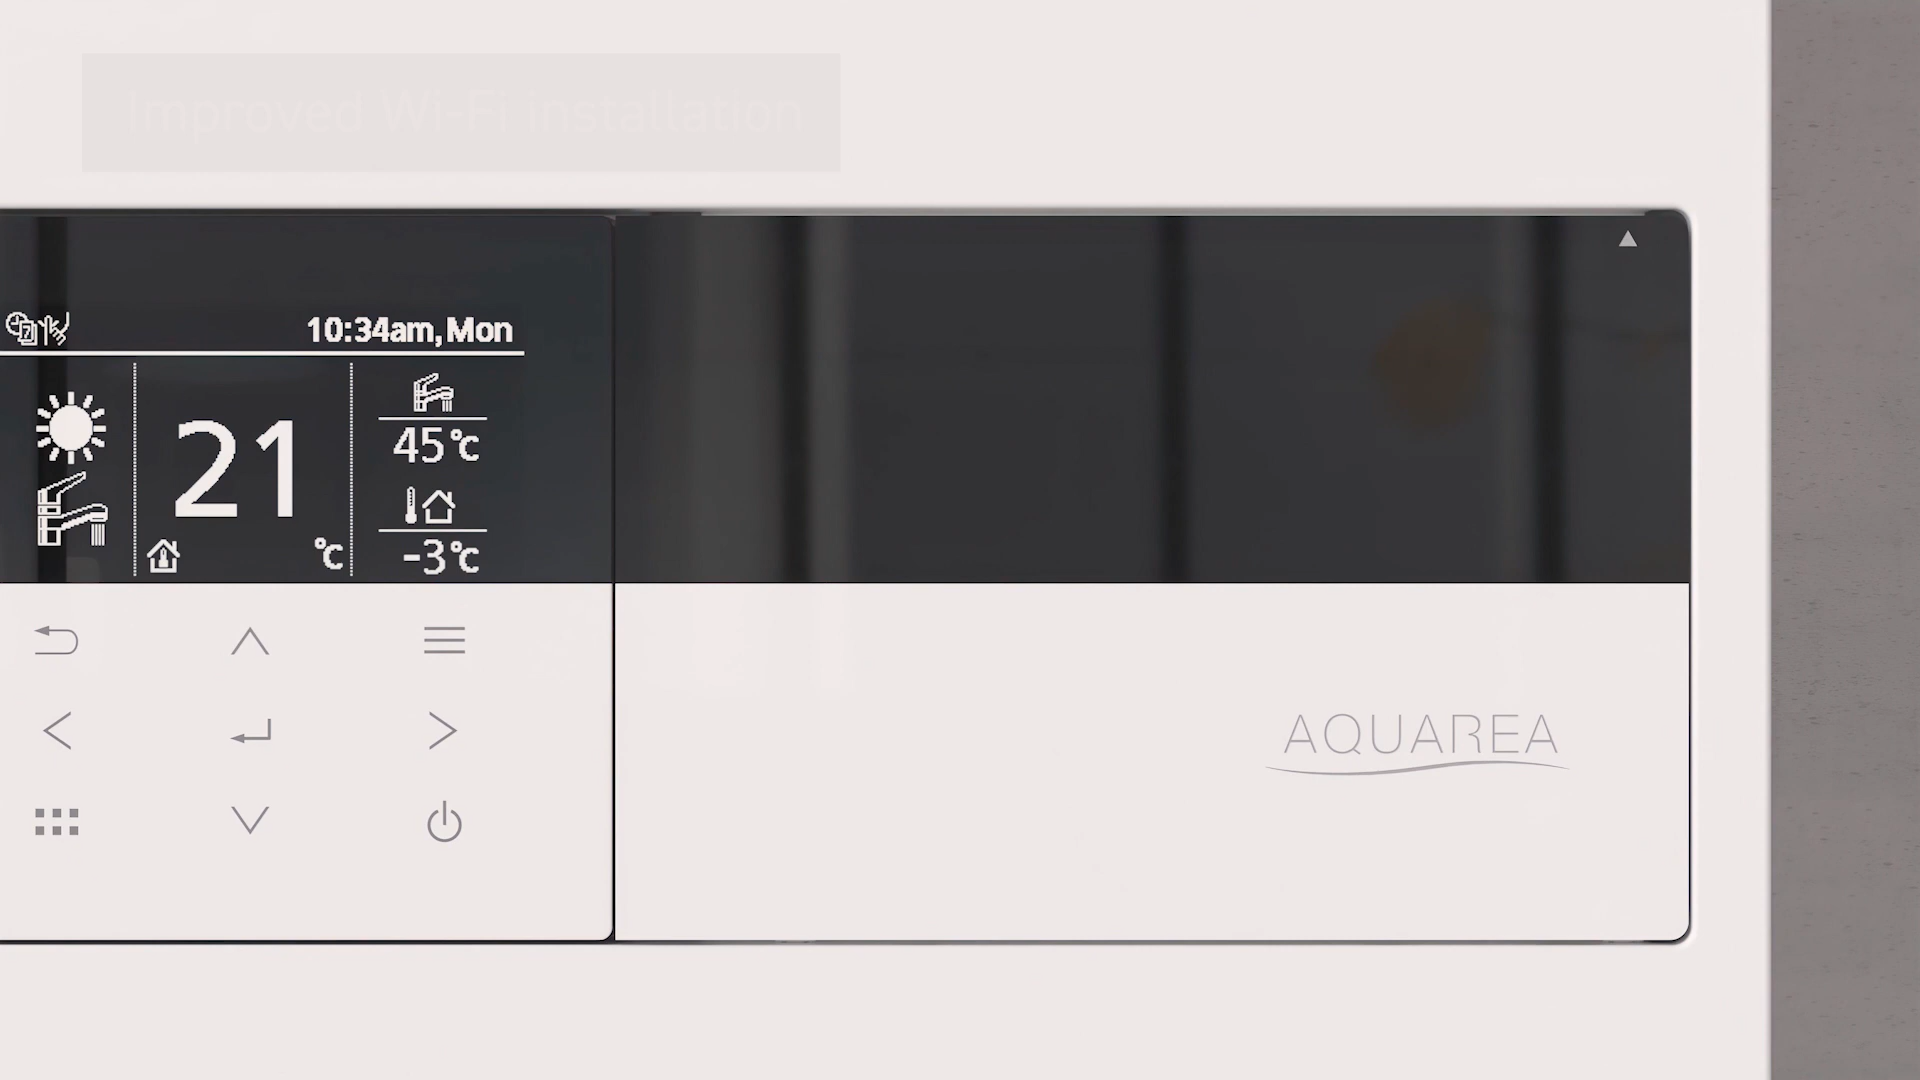 Improved Wi-Fi installation
10:34am, Mon
21
℃
45℃
-3℃
AQUAREA